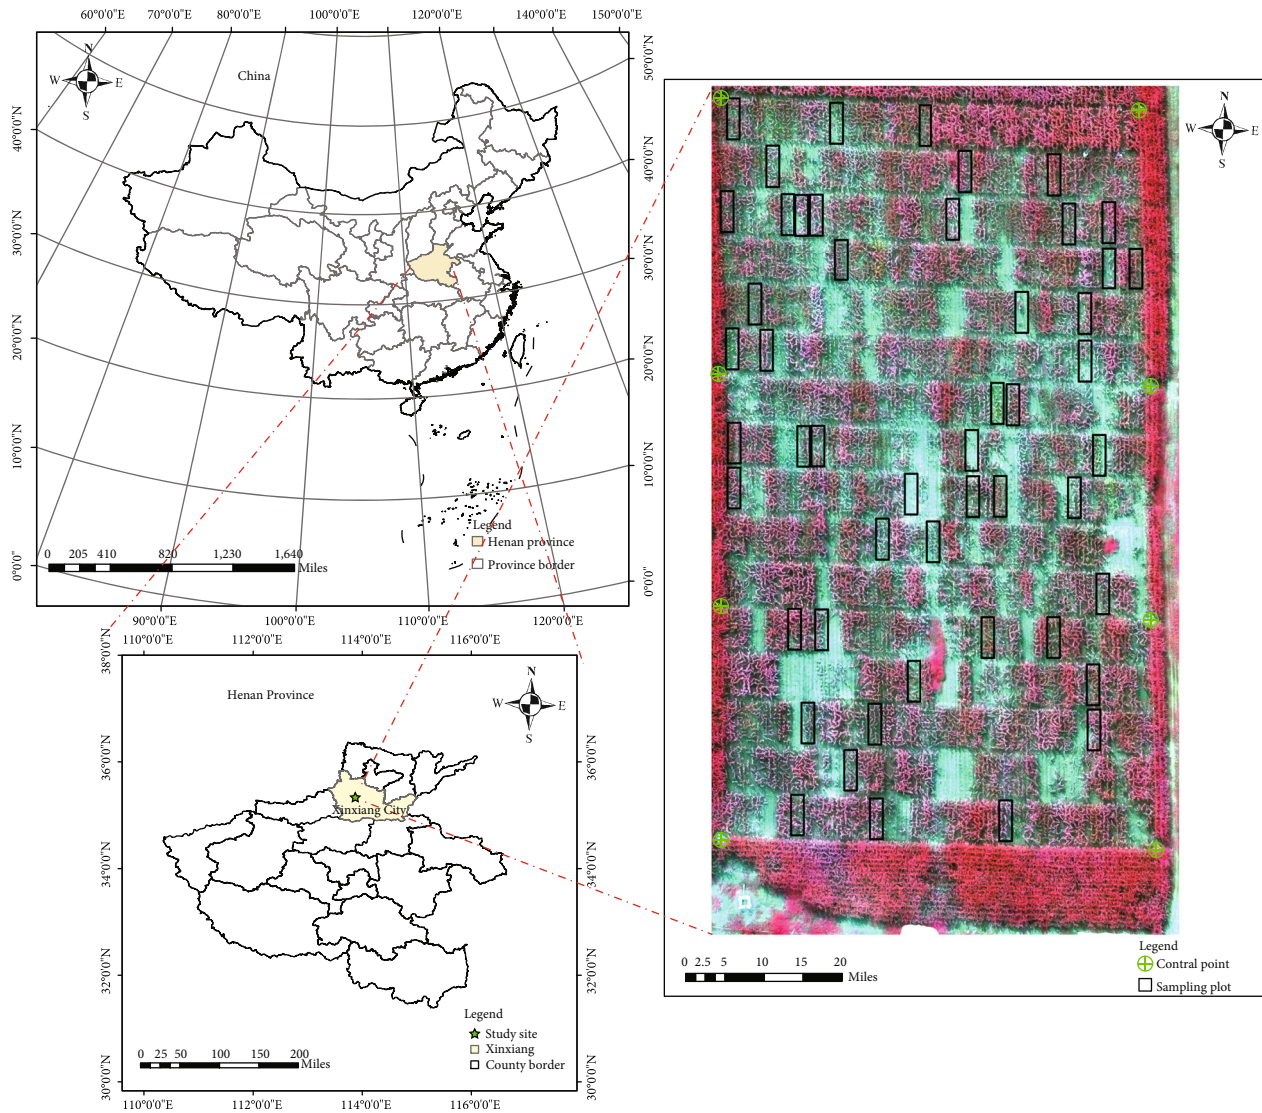 60°0'0"E 70°0'0"E 80°0'0"E 100°0'0"E 120°0'0"E 140°0'0"E 150°0'0"E
N
W E
S
China
50°0'0"N
40°0'0"N
30°0'0"N
20°0'0"N
10°0'0"N
0°0'0"
40°0'0"N
30°0'0"N
20°0'0"N
10°0'0"N
0°0'0"
Legend
Henan province
Province border
0 205 410 820 1,230 1,640
Miles
90°0'0"E 100°0'0"E 110°0'0"E 120°0'0"E
110°0'0"E 112°0'0"E 114°0'0"E 116°0'0"E
Henan Province
N
W E
S
38°0'0"N
36°0'0"N
34°0'0"N
32°0'0"N
30°0'0"N
36°0'0"N
34°0'0"N
32°0'0"N
30°0'0"N
Xinxiang City
Legend
Study site
Xinxiang
County border
0 25 50 100 150 200
Miles
110°0'0"E 112°0'0"E 114°0'0"E 116°0'0"E
N
W E
S
Legend
Contral point
Sampling plot
0 2.5 5 10 15 20
Miles